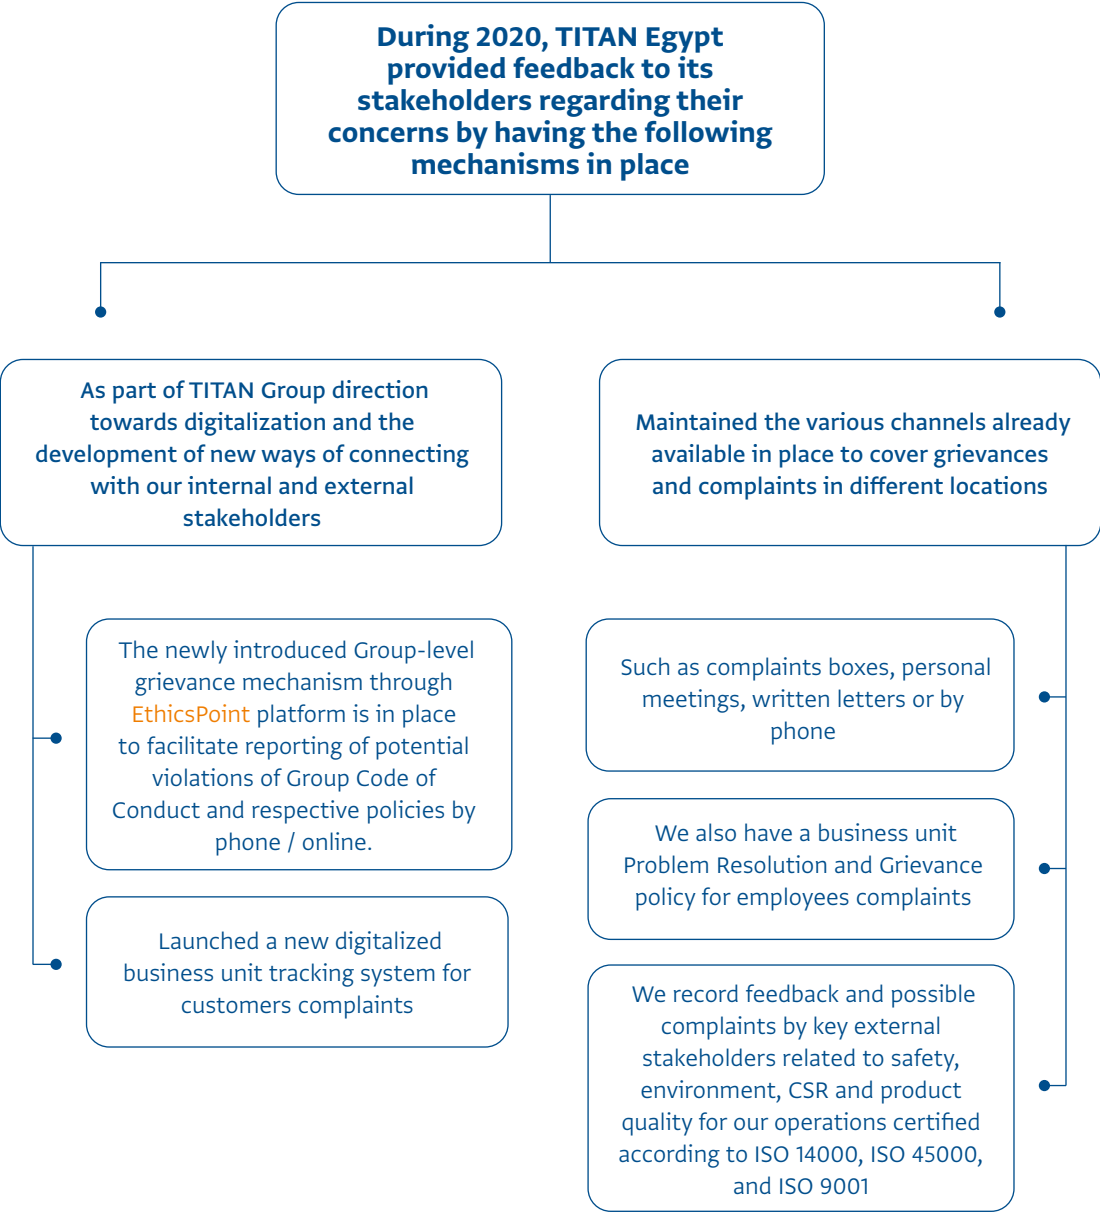 During 2020, TITAN Egypt
provided feedback to its
stakeholders regarding their
concerns by having the following
mechanisms in place
As part of TITAN Group direction
towards digitalization and the
development of new ways of connecting
with our internal and external
stakeholders
The newly introduced Group-level
grievance mechanism through
EthicsPoint platform is in place
to facilitate reporting of potential
violations of Group Code of
Conduct and respective policies by
phone / online.
Launched a new digitalized
business unit tracking system for
customers complaints
Maintained the various channels already
available in place to cover grievances
and complaints in different locations
Such as complaints boxes, personal
meetings, written letters or by
phone
We also have a business unit
Problem Resolution and Grievance
policy for employees complaints
We record feedback and possible
complaints by key external
stakeholders related to safety,
environment, CSR and product
quality for our operations certified
according to ISO 14000, ISO 45000,
and ISO 9001